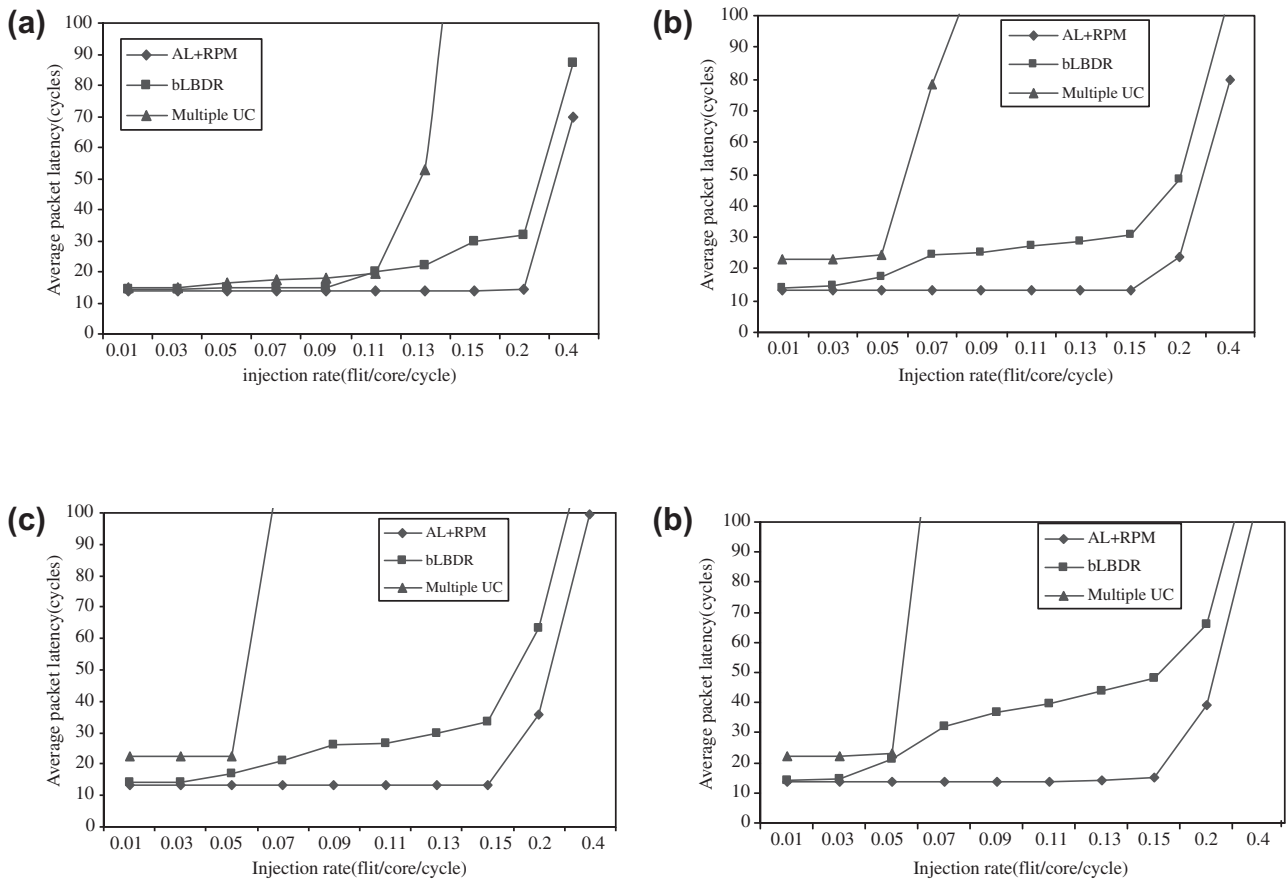 (a)
Average packet latency(cycles)
100
90
80
70
60
50
40
30
20
10
0
AL+RPM
bLBDR
Multiple UC
0.01 0.03 0.05 0.07 0.09 0.11 0.13 0.15 0.2 0.4
injection rate(flit/core/cycle)
(b)
Average packet latency(cycles)
100
90
80
70
60
50
40
30
20
10
0
AL+RPM
bLBDR
Multiple UC
0.01 0.03 0.05 0.07 0.09 0.11 0.13 0.15 0.2 0.4
Injection rate(flit/core/cycle)
(c)
Average packet latency(cycles)
100
90
80
70
60
50
40
30
20
10
0
AL+RPM
bLBDR
Multiple UC
0.01 0.03 0.05 0.07 0.09 0.11 0.13 0.15 0.2 0.4
Injection rate(flit/core/cycle)
(b)
Average packet latency(cycles)
100
90
80
70
60
50
40
30
20
10
0
AL+RPM
bLBDR
Multiple UC
0.01 0.03 0.05 0.07 0.09 0.11 0.13 0.15 0.2 0.4
Injection rate(flit/core/cycle)